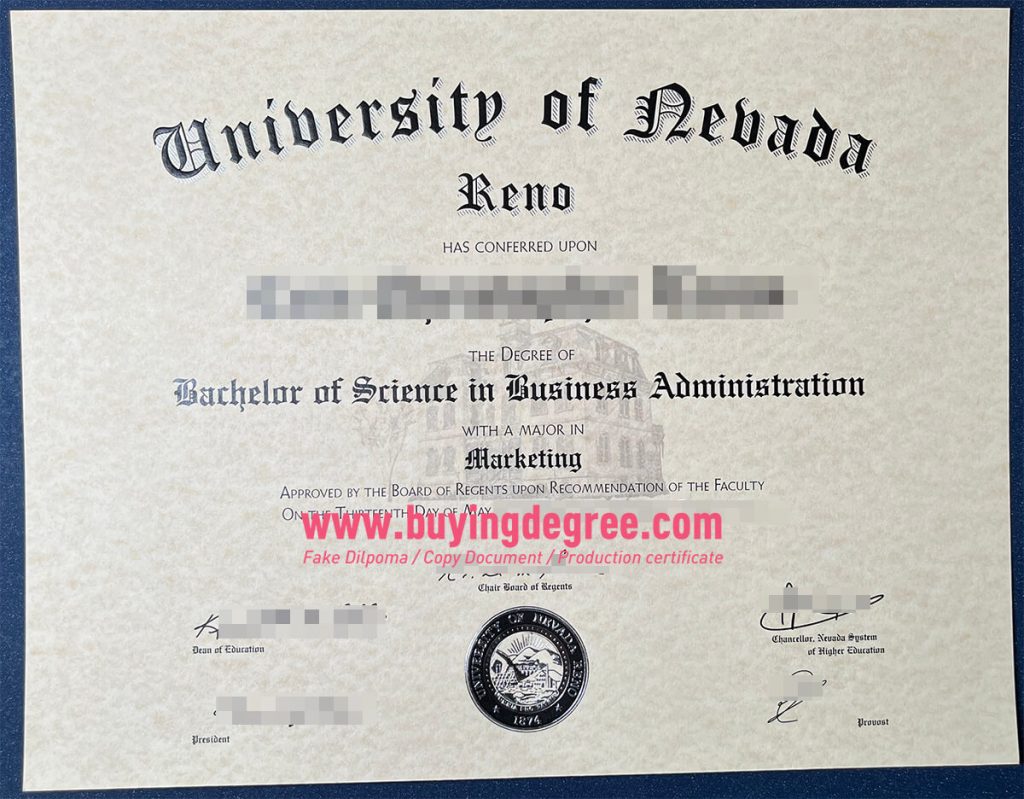 University of Nevada
Reno
HAS CONFERRED UPON
THE DEGREE OF
Bachelor of Science in Business Administration
WITH A MAJOR IN
Marketing
APPROVED BY THE BOARD OF REGENTS UPON RECOMMENDATION OF THE FACULTY
ON THE THIRTEENTH DAY OF MAY
www.buyingdegree.com
Fake Dilpoma / Copy Document / Production certificate
Chair Board of Regents
Dean of Education
Chancellor, Nevada System
of Higher Education
UNIVERSITY OF NEVADA RENO
1874
President
Provost